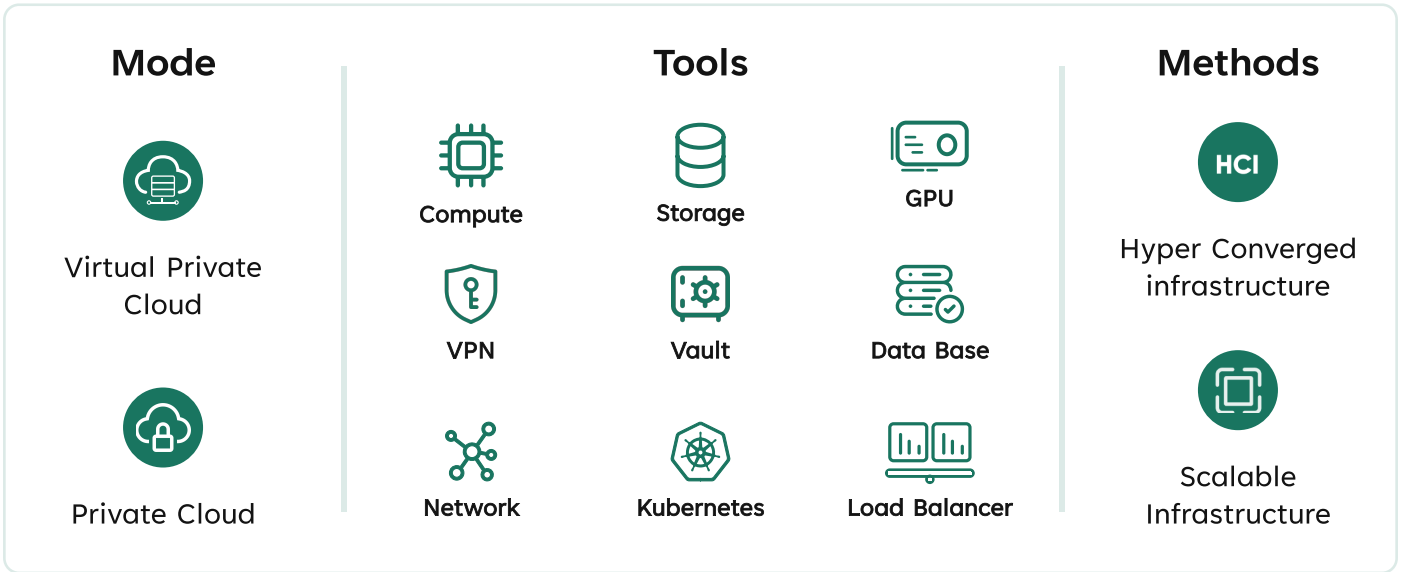 Mode
Virtual Private
Cloud
Private Cloud
Tools
Compute
Storage
GPU
VPN
Vault
Data Base
Network
Kubernetes
Load Balancer
Methods
HCI
Hyper Converged
infrastructure
Scalable
Infrastructure